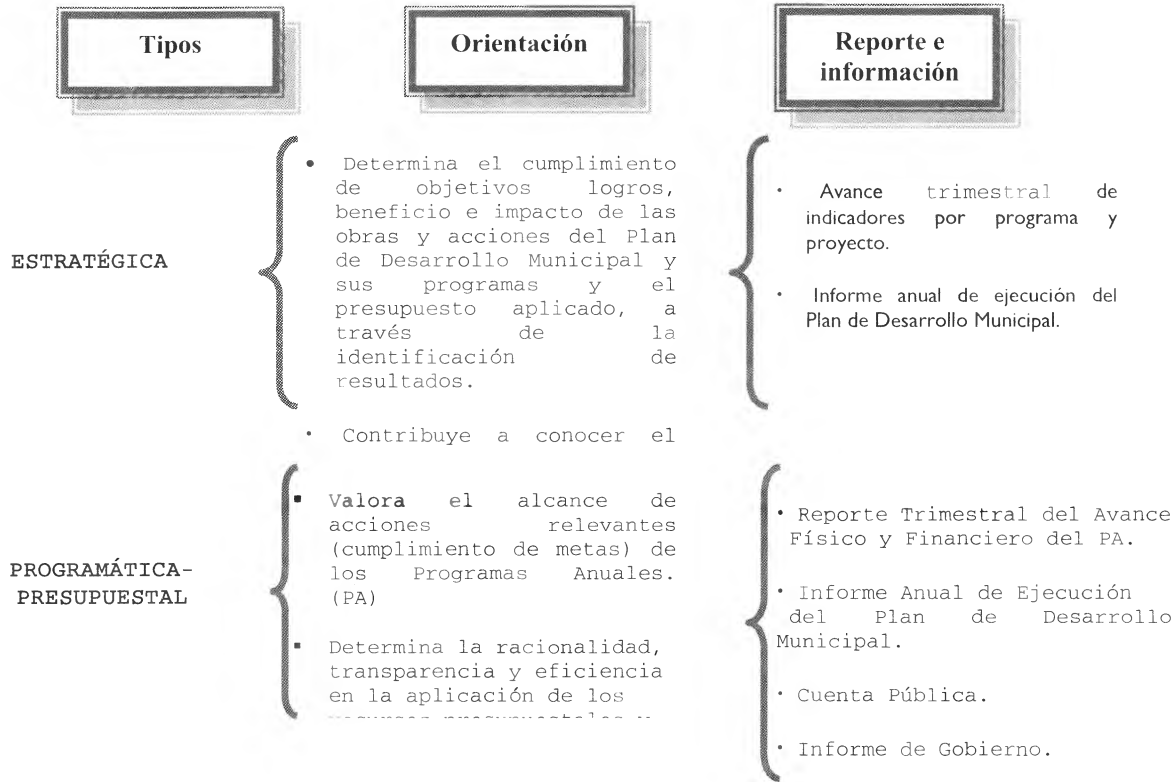 Tipos
Orientación
Reporte e
información
ESTRATÉGICA
• Determina el cumplimiento
de objetivos logros,
beneficio e impacto de las
obras y acciones del Plan
de Desarrollo Municipal y
sus programas y el
presupuesto aplicado, a
través de la
identificación de
resultados.
• Contribuye a conocer el
· Avance trimestral de
indicadores por programa y
proyecto.
· Informe anual de ejecución del
Plan de Desarrollo Municipal.
PROGRAMÁTICA-
PRESUPUESTAL
▪ Valora el alcance de
acciones relevantes
(cumplimiento de metas) de
los Programas Anuales.
(PA)
▪ Determina la racionalidad,
transparencia y eficiencia
en la aplicación de los
• Reporte Trimestral del Avance
Físico y Financiero del PA.
• Informe Anual de Ejecución
del Plan de Desarrollo
Municipal.
• Cuenta Pública.
• Informe de Gobierno.